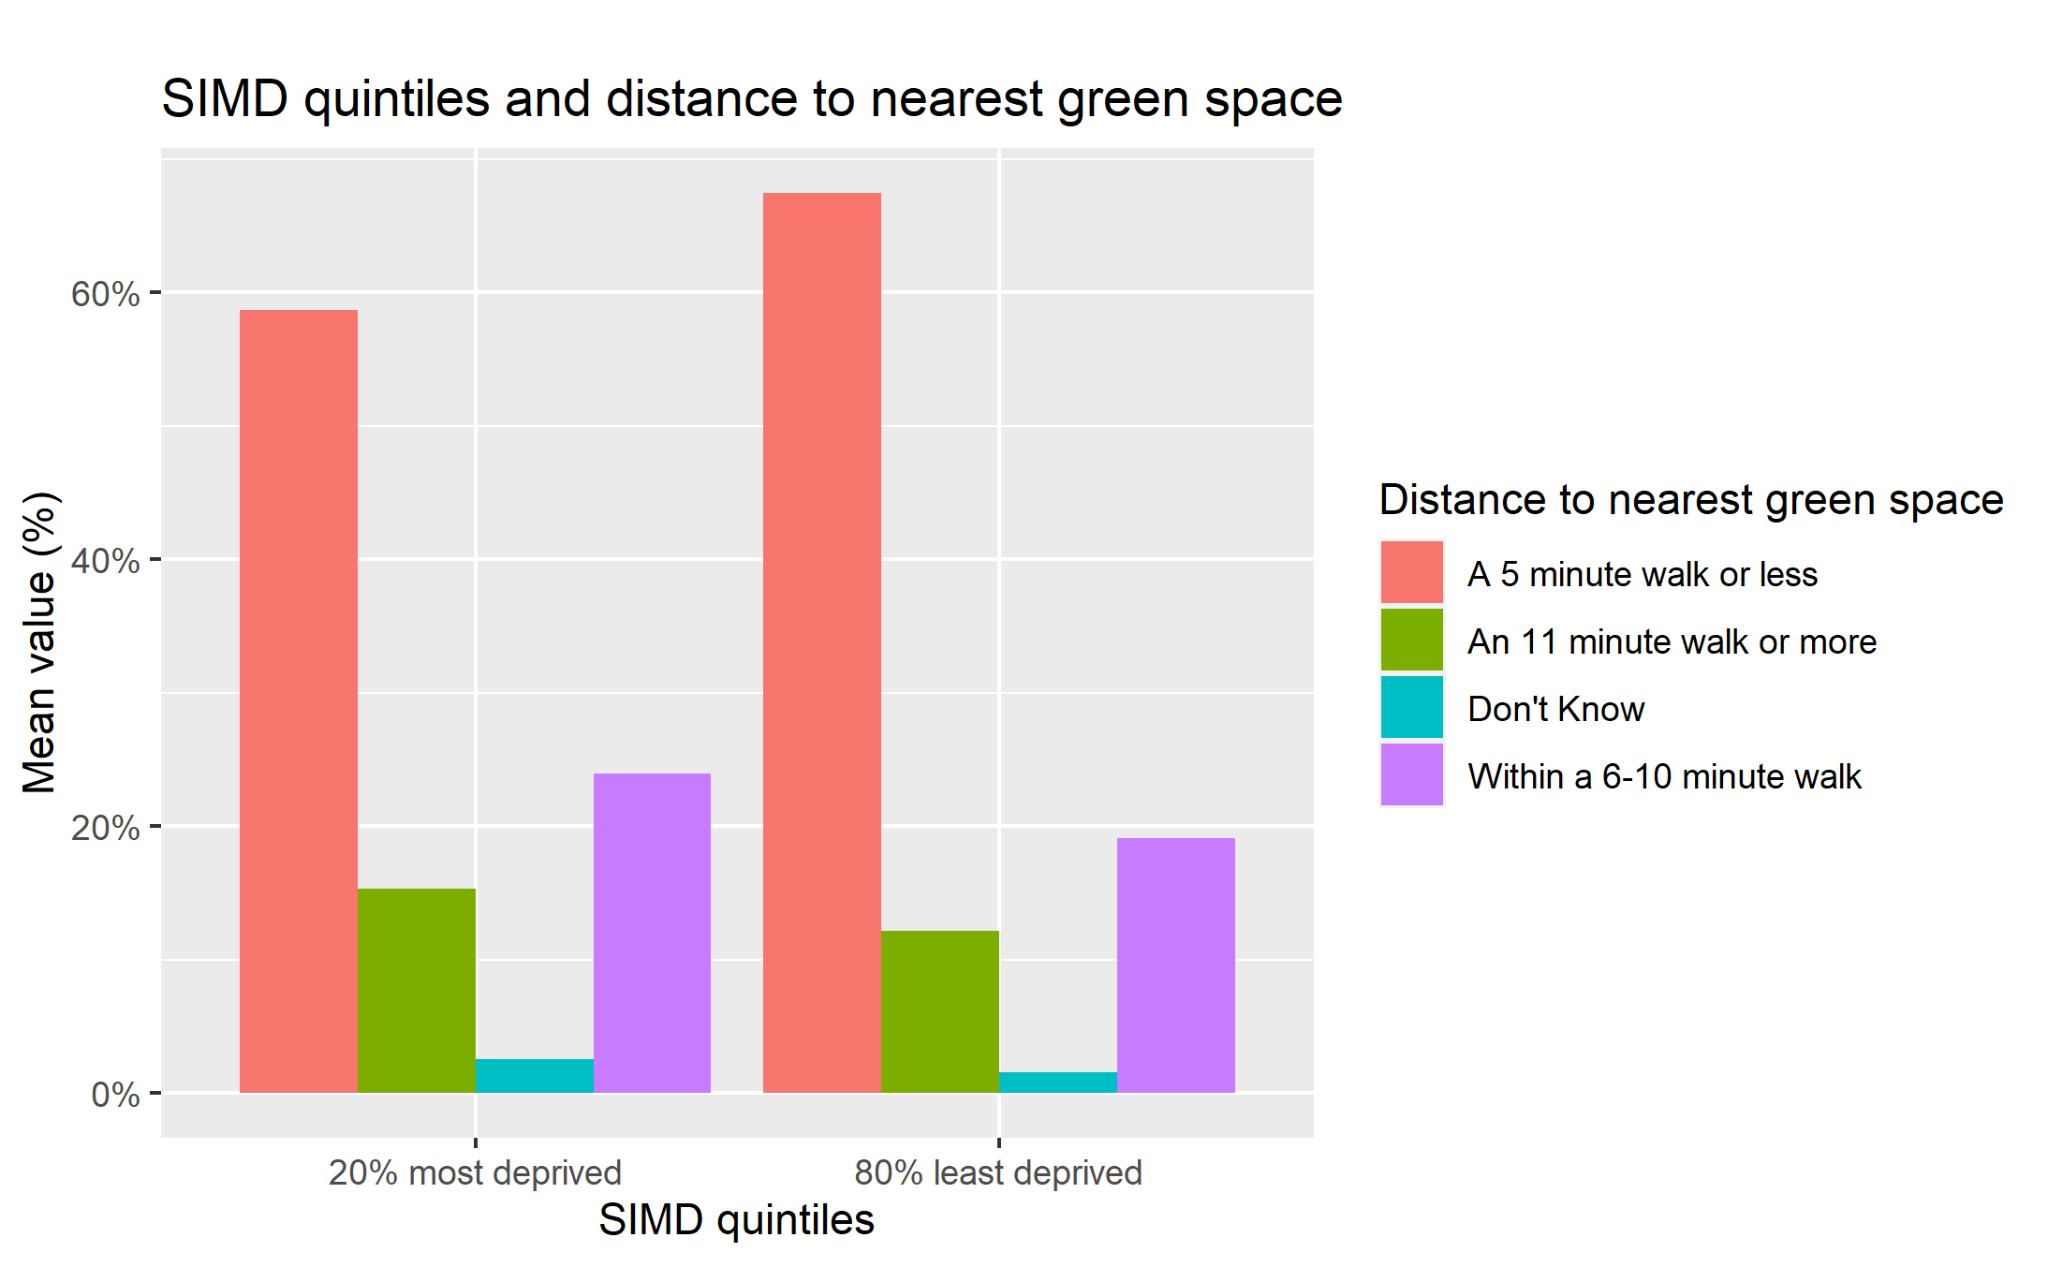 SIMD quintiles and distance to nearest green space
Mean value (%)
60%
40%
20%
0%
20% most deprived
80% least deprived
SIMD quintiles
Distance to nearest green space
A 5 minute walk or less
An 11 minute walk or more
Don't Know
Within a 6-10 minute walk